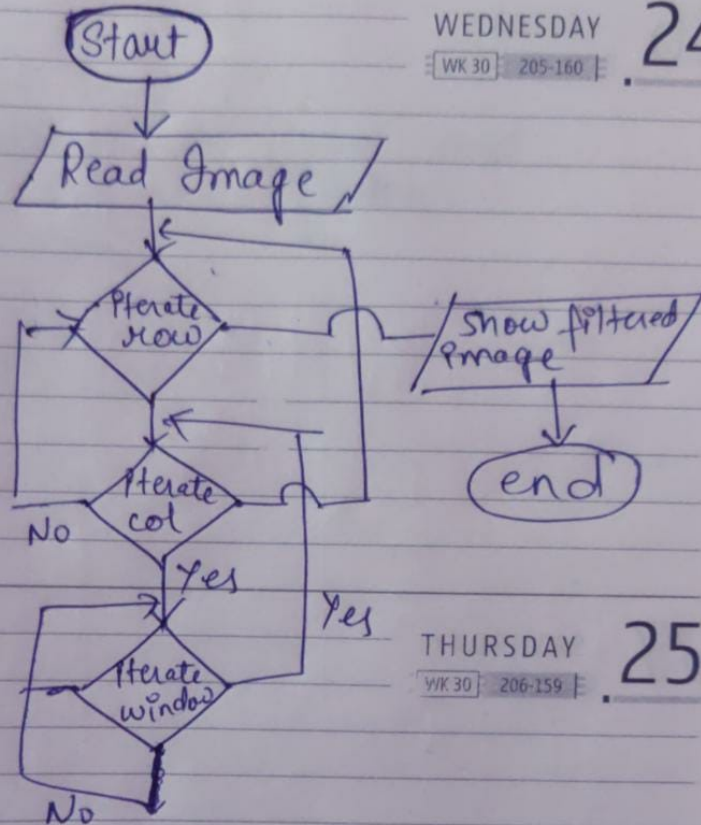 WEDNESDAY 24
WK 30 205-160
Start
Read Image
Iterate
row
Show filtered
image
Iterate
col
end
No
Yes
Yes
THURSDAY 25
WK 30 206-159
Iterate
window
No